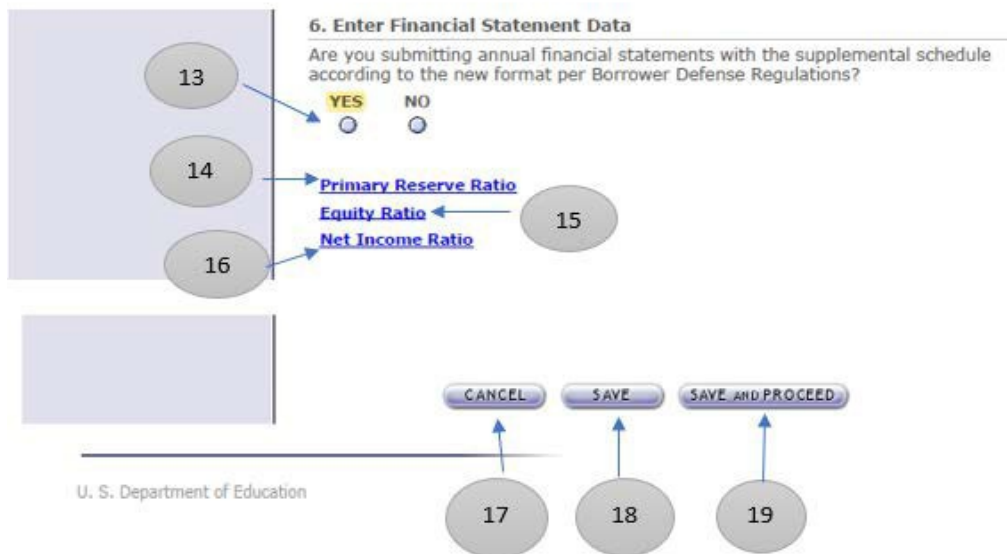 6. Enter Financial Statement Data
Are you submitting annual financial statements with the supplemental schedule
according to the new format per Borrower Defense Regulations?
13
YES NO
14
Primary Reserve Ratio
Equity Ratio
15
Net Income Ratio
16
CANCEL SAVE SAVE AND PROCEED
U. S. Department of Education
17 18 19